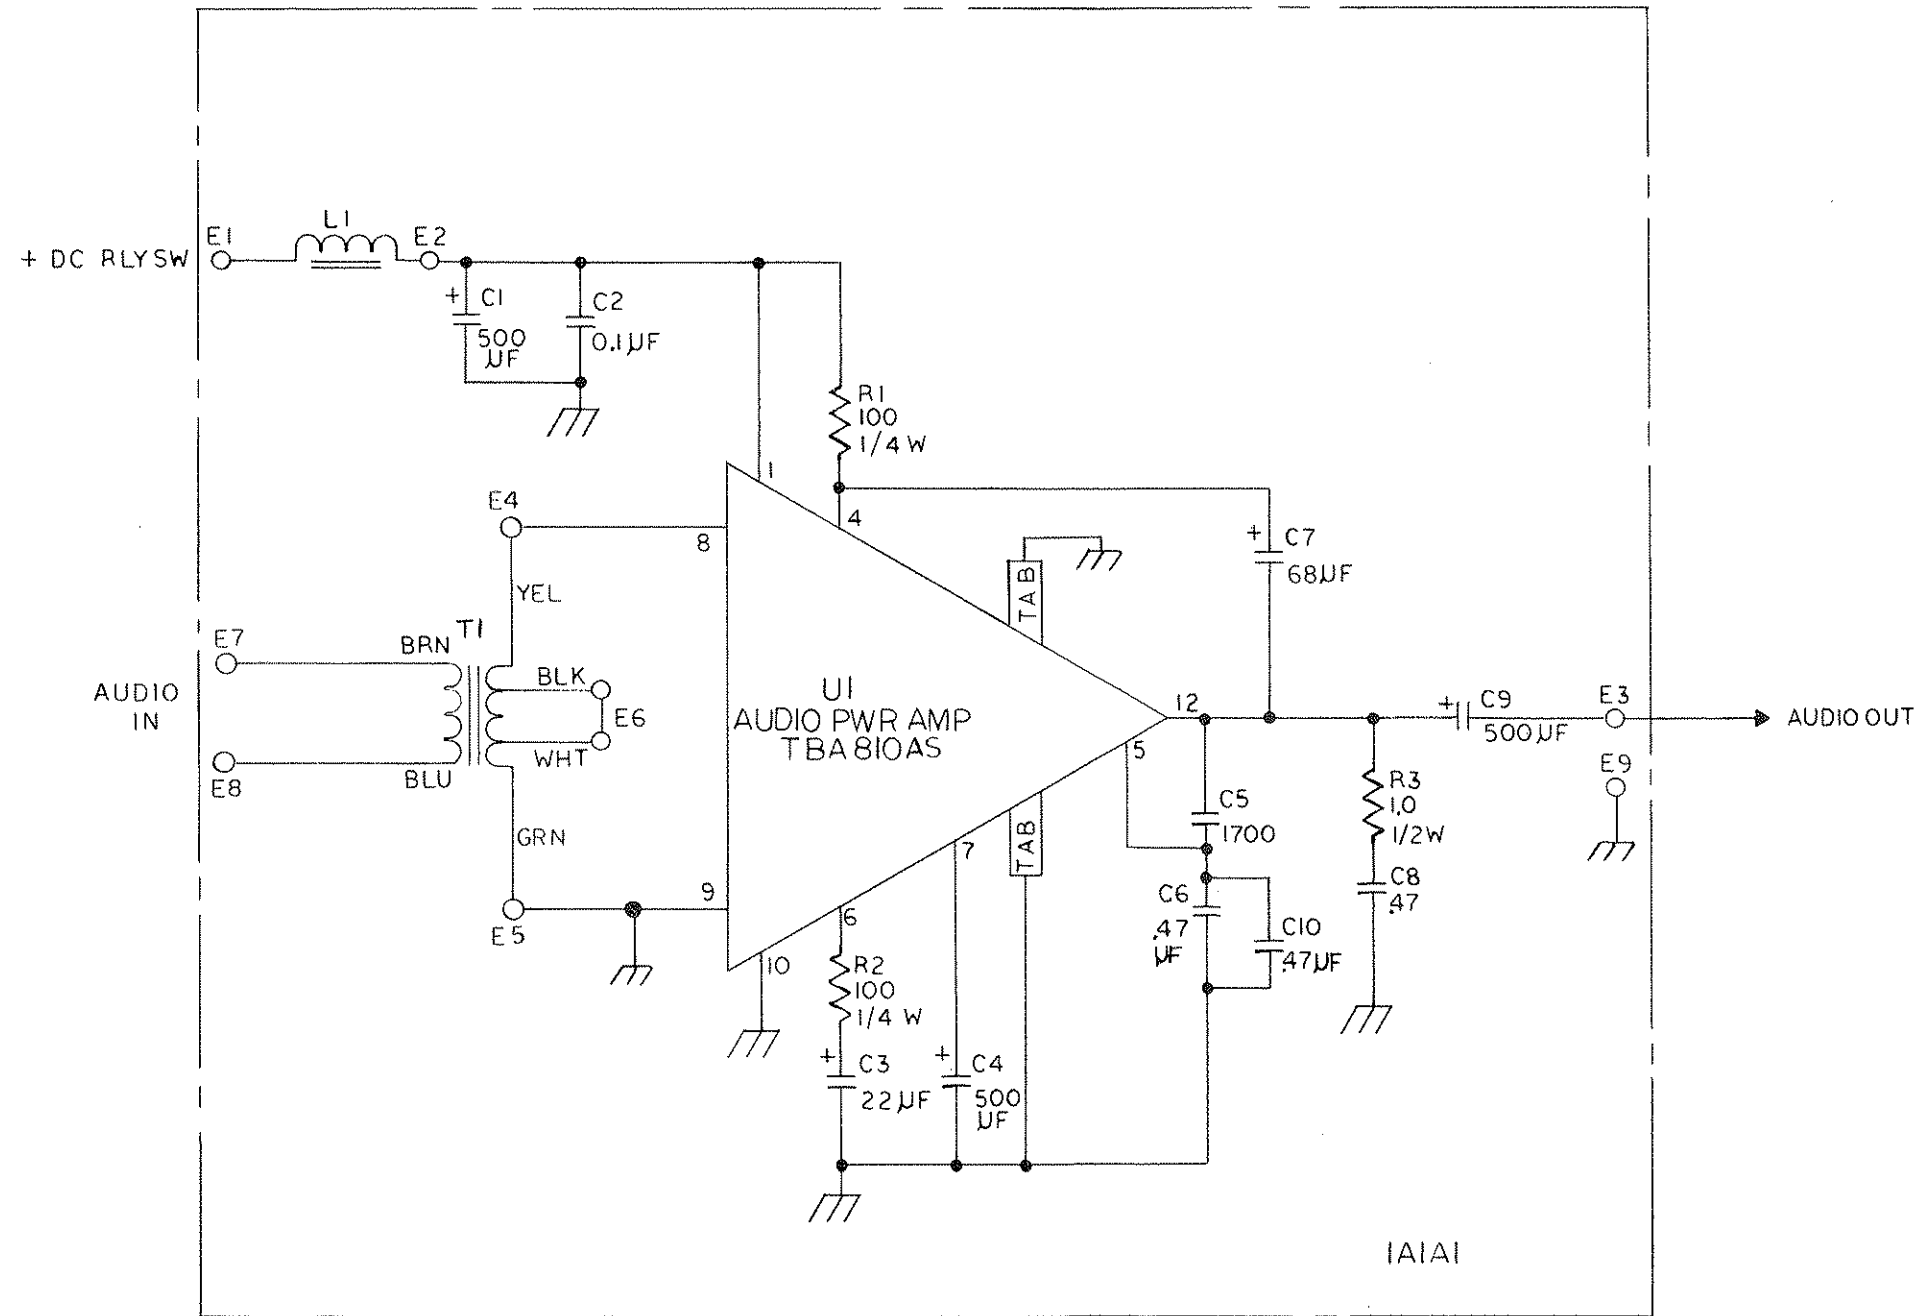 + DC RLYSW
E1
L1
E2
+
C1
500
µF
C2
0.1µF
R1
100
1/4 W
1
4
E4
8
YEL
TAB
+
C7
68µF
E7
BRN
T1
BLK
AUDIO
IN
E6
WHT
E8
BLU
GRN
U1
AUDIO PWR AMP
TBA810AS
12
+
C9
500µF
E3
AUDIO OUT
E9
5
C5
1700
R3
1.0
1/2W
TAB
7
9
E5
6
10
C6
.47
µF
C10
.47µF
C8
.47
R2
100
1/4 W
+
C3
22µF
+
C4
500
µF
1A1A1